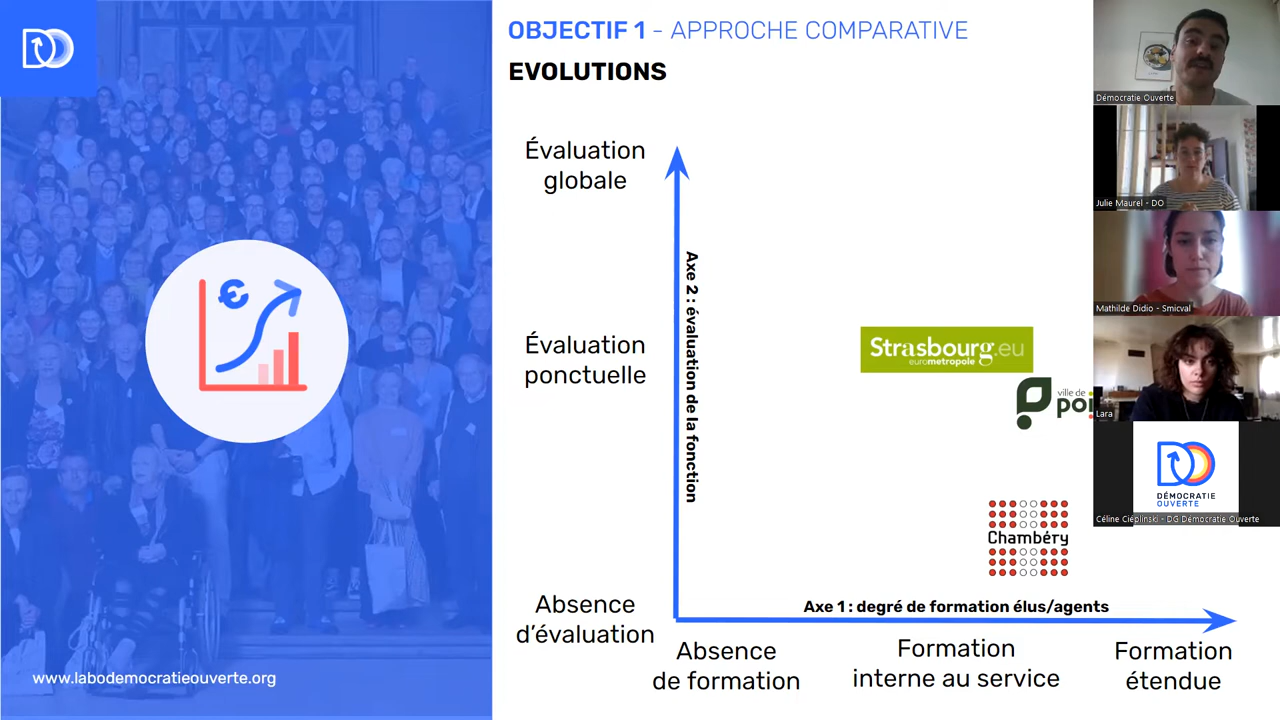 OBJECTIF 1 - APPROCHE COMPARATIVE
EVOLUTIONS
Évaluation
globale
Évaluation
ponctuelle
Absence
d'évaluation
Axe 2 : évaluation de la fonction
Strasbourg.eu
eurometropole
ville de
poi
Chambéry
Axe 1 : degré de formation élus/agents
Absence
de formation
Formation
interne au service
Formation
étendue
www.labodemocratieouverte.org
Démocratie Ouverte
Julie Maurel - DO
Mathilde Didio - Smicval
Lara
DÉMOCRATIE
OUVERTE
Céline Cieplinski - DG Démocratie Ouverte